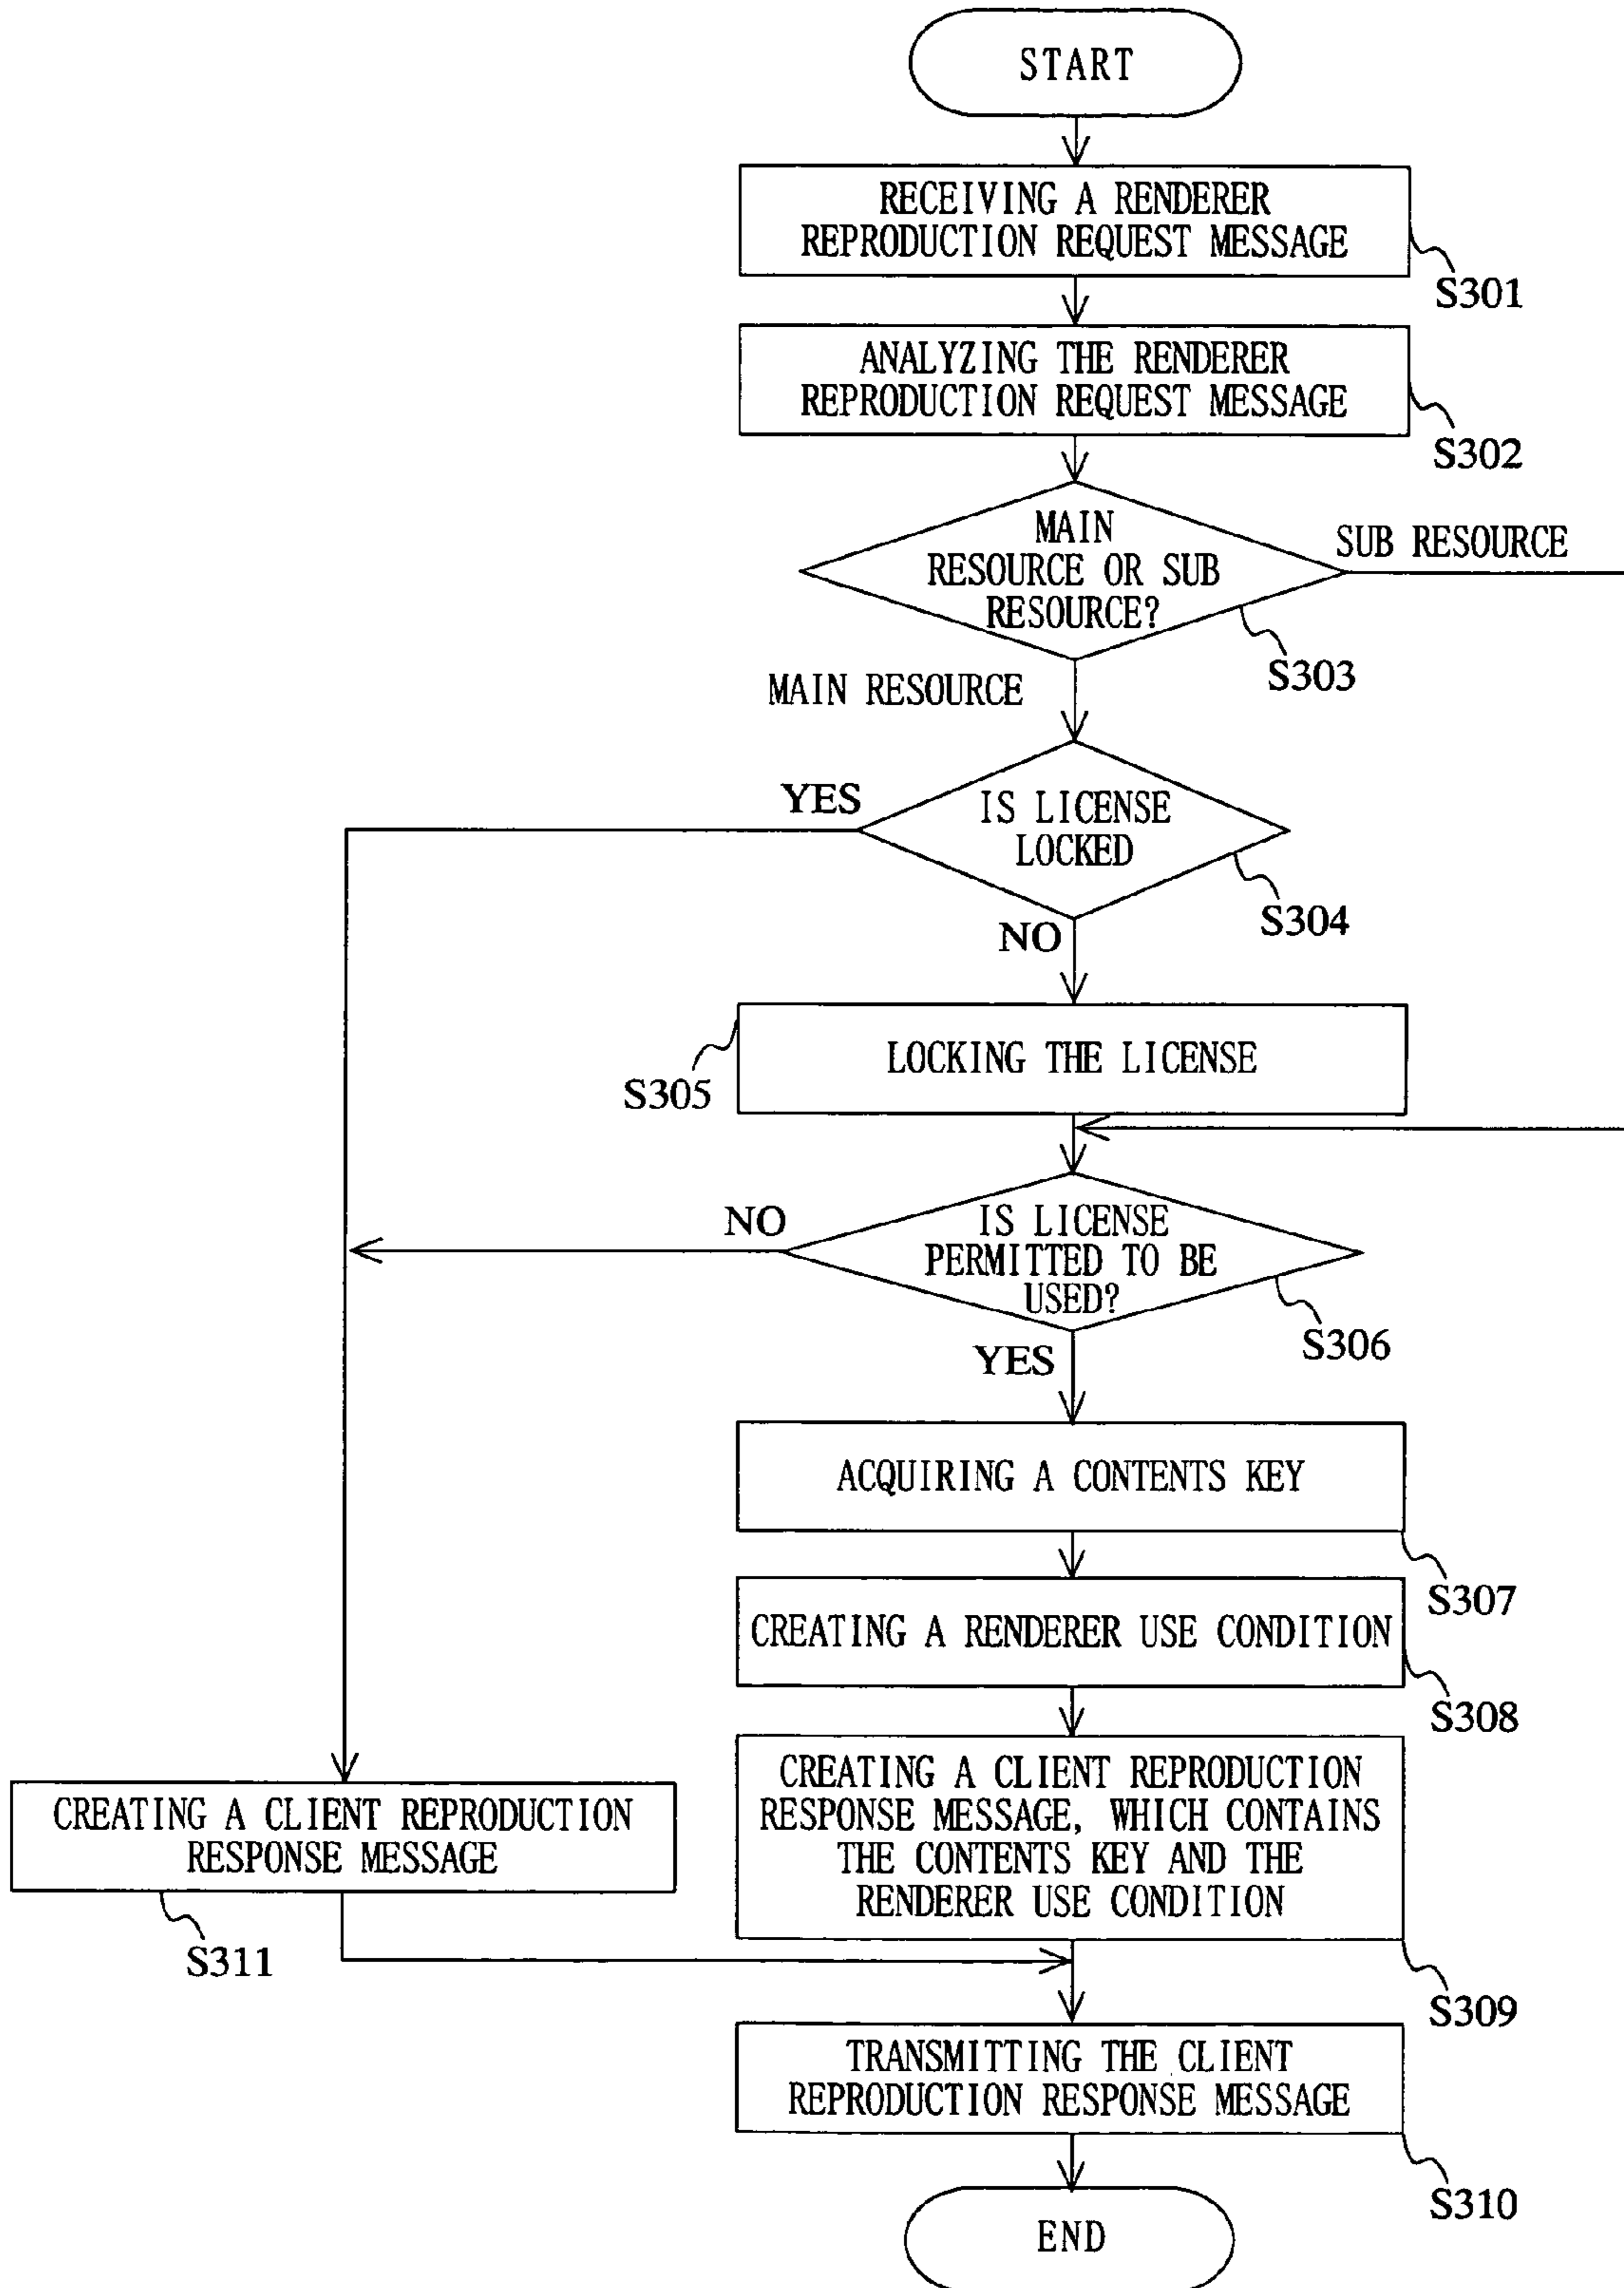 START
RECEIVING A RENDERER
REPRODUCTION REQUEST MESSAGE
S301
ANALYZING THE RENDERER
REPRODUCTION REQUEST MESSAGE
S302
MAIN
RESOURCE OR SUB
RESOURCE?
SUB RESOURCE
S303
MAIN RESOURCE
YES
IS LICENSE
LOCKED
S304
NO
LOCKING THE LICENSE
S305
NO
IS LICENSE
PERMITTED TO BE
USED?
S306
YES
ACQUIRING A CONTENTS KEY
S307
CREATING A RENDERER USE CONDITION
S308
CREATING A CLIENT REPRODUCTION
RESPONSE MESSAGE, WHICH CONTAINS
THE CONTENTS KEY AND THE
RENDERER USE CONDITION
S309
CREATING A CLIENT REPRODUCTION
RESPONSE MESSAGE
S311
TRANSMITTING THE CLIENT
REPRODUCTION RESPONSE MESSAGE
S310
END